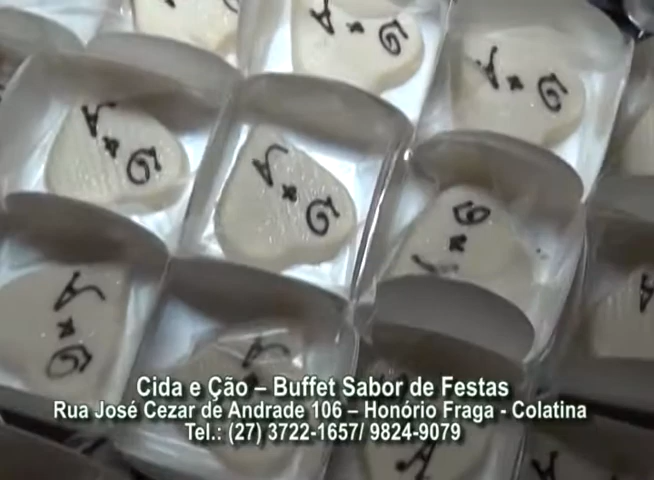 A * G
A * G
A * G
A * G
G * A
A * G
A
A
Cida e Ção – Buffet Sabor de Festas
Rua José Cezar de Andrade 106 – Honório Fraga - Colatina
Tel.: (27) 3722-1657/ 9824-9079